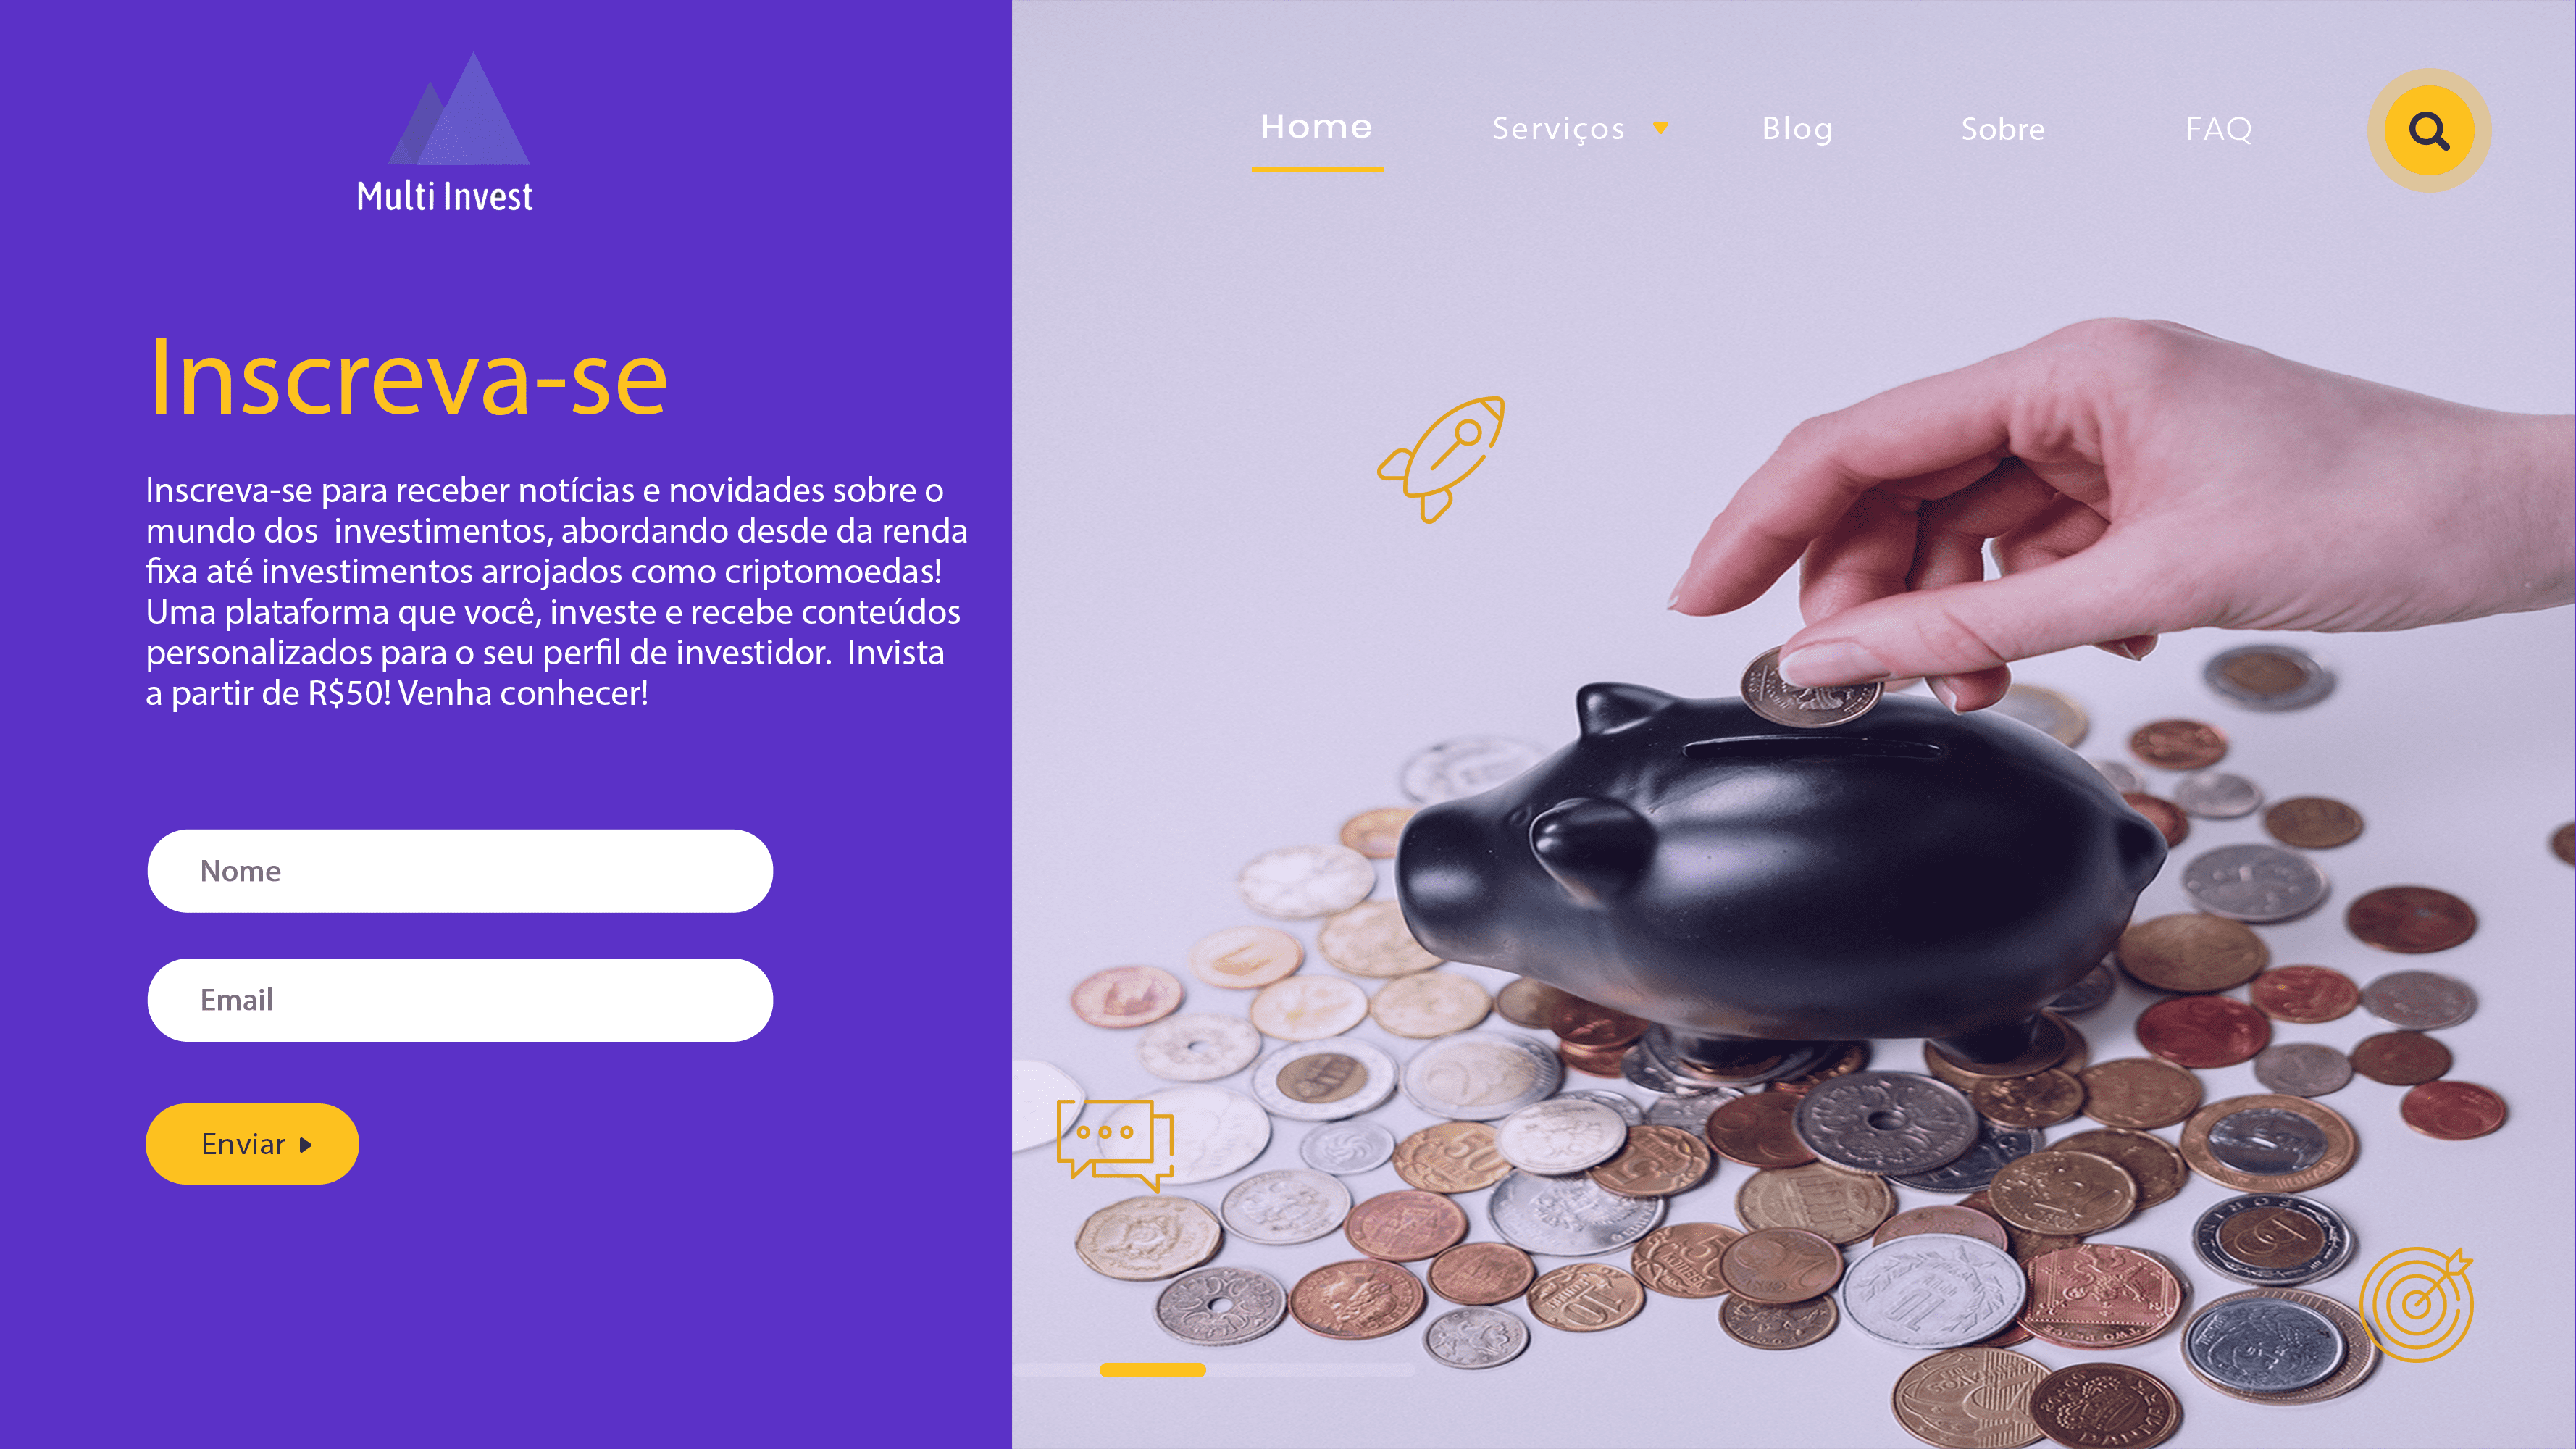 Multi Invest
Home
Serviços
Blog
Sobre
FAQ
Inscreva-se
Inscreva-se para receber notícias e novidades sobre o
mundo dos  investimentos, abordando desde da renda
fixa até investimentos arrojados como criptomoedas!
Uma plataforma que você, investe e recebe conteúdos
personalizados para o seu perfil de investidor.  Invista
a partir de R$50! Venha conhecer!
Nome
Email
Enviar